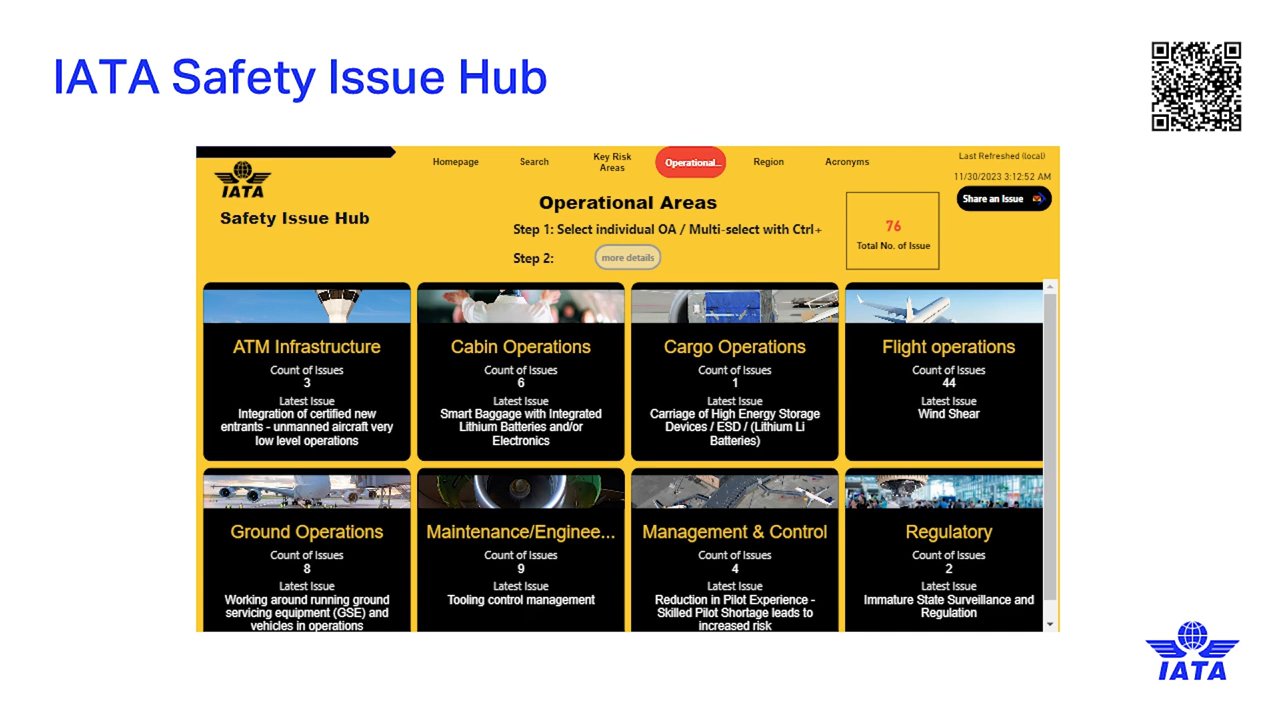 IATA Safety Issue Hub
IATA
Safety Issue Hub
Homepage
Search
Key Risk
Areas
Operational...
Region
Acronyms
Last Refreshed (local)
11/30/2023 3:12:52 AM
Share an Issue
Operational Areas
Step 1: Select individual OA / Multi-select with Ctrl+
Step 2:
more details
76
Total No. of Issue
ATM Infrastructure
Count of Issues
3
Latest Issue
Integration of certified new
entrants - unmanned aircraft very
low level operations
Cabin Operations
Count of Issues
6
Latest Issue
Smart Baggage with Integrated
Lithium Batteries and/or
Electronics
Cargo Operations
Count of Issues
1
Latest Issue
Carriage of High Energy Storage
Devices / ESD / (Lithium Li
Batteries)
Flight operations
Count of Issues
44
Latest Issue
Wind Shear
Ground Operations
Count of Issues
8
Latest Issue
Working around running ground
servicing equipment (GSE) and
vehicles in operations
Maintenance/Enginee...
Count of Issues
9
Latest Issue
Tooling control management
Management & Control
Count of Issues
4
Latest Issue
Reduction in Pilot Experience -
Skilled Pilot Shortage leads to
increased risk
Regulatory
Count of Issues
2
Latest Issue
Immature State Surveillance and
Regulation
IATA